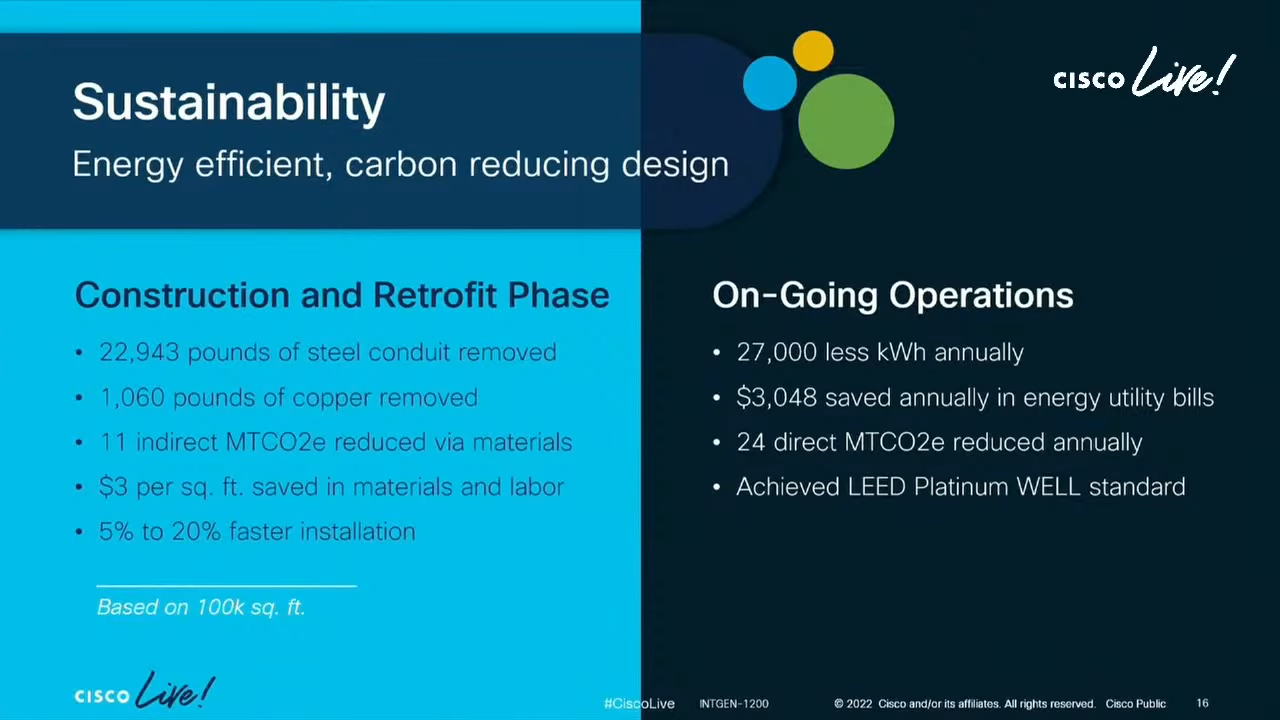 CISCO Live!
Sustainability
Energy efficient, carbon reducing design
Construction and Retrofit Phase
• 22,943 pounds of steel conduit removed
• 1,060 pounds of copper removed
• 11 indirect MTCO2e reduced via materials
• $3 per sq. ft. saved in materials and labor
• 5% to 20% faster installation
Based on 100k sq. ft.
On-Going Operations
• 27,000 less kWh annually
• $3,048 saved annually in energy utility bills
• 24 direct MTCO2e reduced annually
• Achieved LEED Platinum WELL standard
CISCO Live!
#CiscoLive INTGEN-1200 © 2022 Cisco and/or its affiliates. All rights reserved. Cisco Public 16